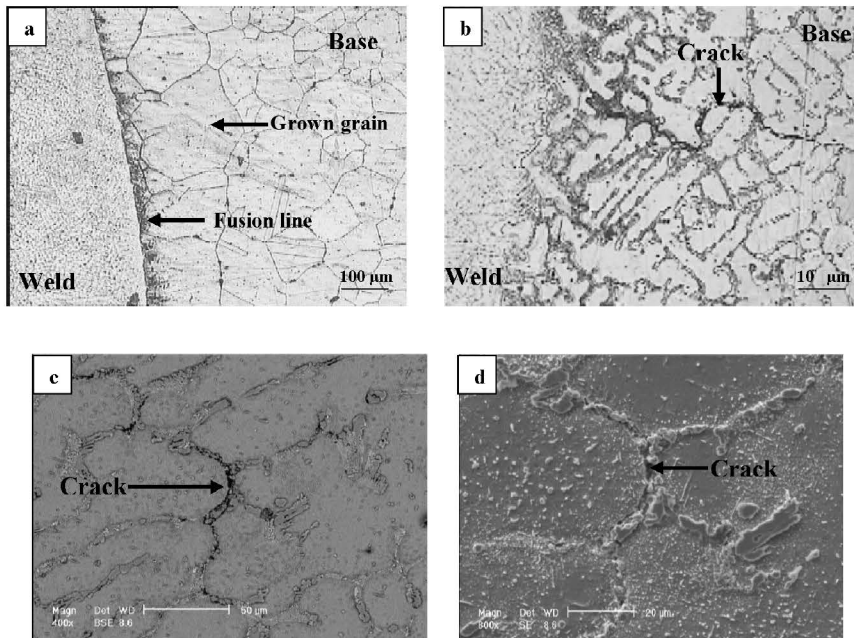 a
Base
Grown grain
Fusion line
Weld
100 μm
b
Base
Crack
Weld
10 μm
c
Crack
Magn Det WD 50 μm
400x BSE 8.6
d
Crack
Magn Det WD 20 μm
800x SE 8.6